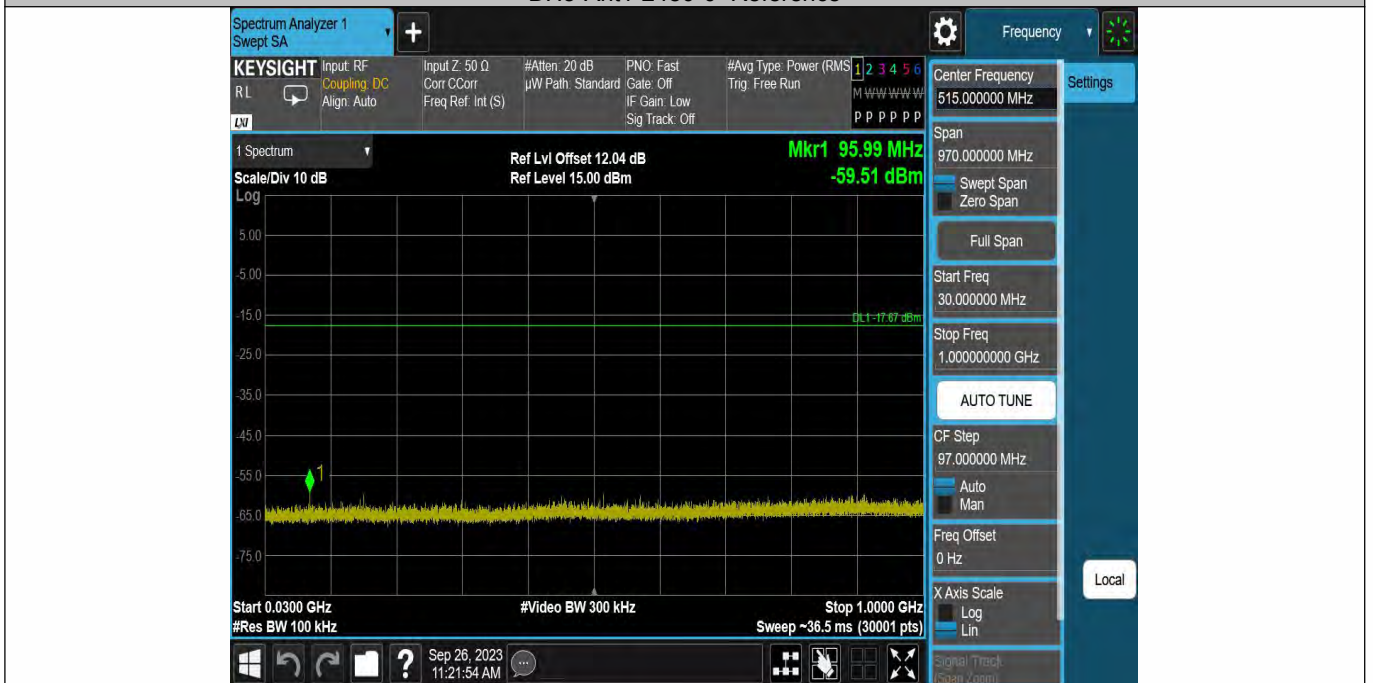 Spectrum Analyzer 1
Swept SA
+
Frequency
KEYSIGHT
RL
LXI
Input: RF
Coupling: DC
Align: Auto
Input Z: 50 Ω
Corr CCorr
Freq Ref: Int (S)
#Atten: 20 dB
µW Path: Standard
PNO: Fast
Gate: Off
IF Gain: Low
Sig Track: Off
#Avg Type: Power (RMS
Trig: Free Run
1 2 3 4 5 6
M W W W W W
P P P P P P
Center Frequency
515.000000 MHz
Settings
1 Spectrum
Scale/Div 10 dB
Ref Lvl Offset 12.04 dB
Ref Level 15.00 dBm
Mkr1 95.99 MHz
-59.51 dBm
Log
5.00
-5.00
-15.0
-25.0
-35.0
-45.0
-55.0
-65.0
-75.0
DL1 -17.67 dBm
1
Start 0.0300 GHz
#Res BW 100 kHz
#Video BW 300 kHz
Stop 1.0000 GHz
Sweep ~36.5 ms (30001 pts)
Span
970.000000 MHz
Swept Span
Zero Span
Full Span
Start Freq
30.000000 MHz
Stop Freq
1.000000000 GHz
AUTO TUNE
CF Step
97.000000 MHz
Auto
Man
Freq Offset
0 Hz
X Axis Scale
Log
Lin
Signal Track
(Span Zoom)
Local
?
Sep 26, 2023
11:21:54 AM